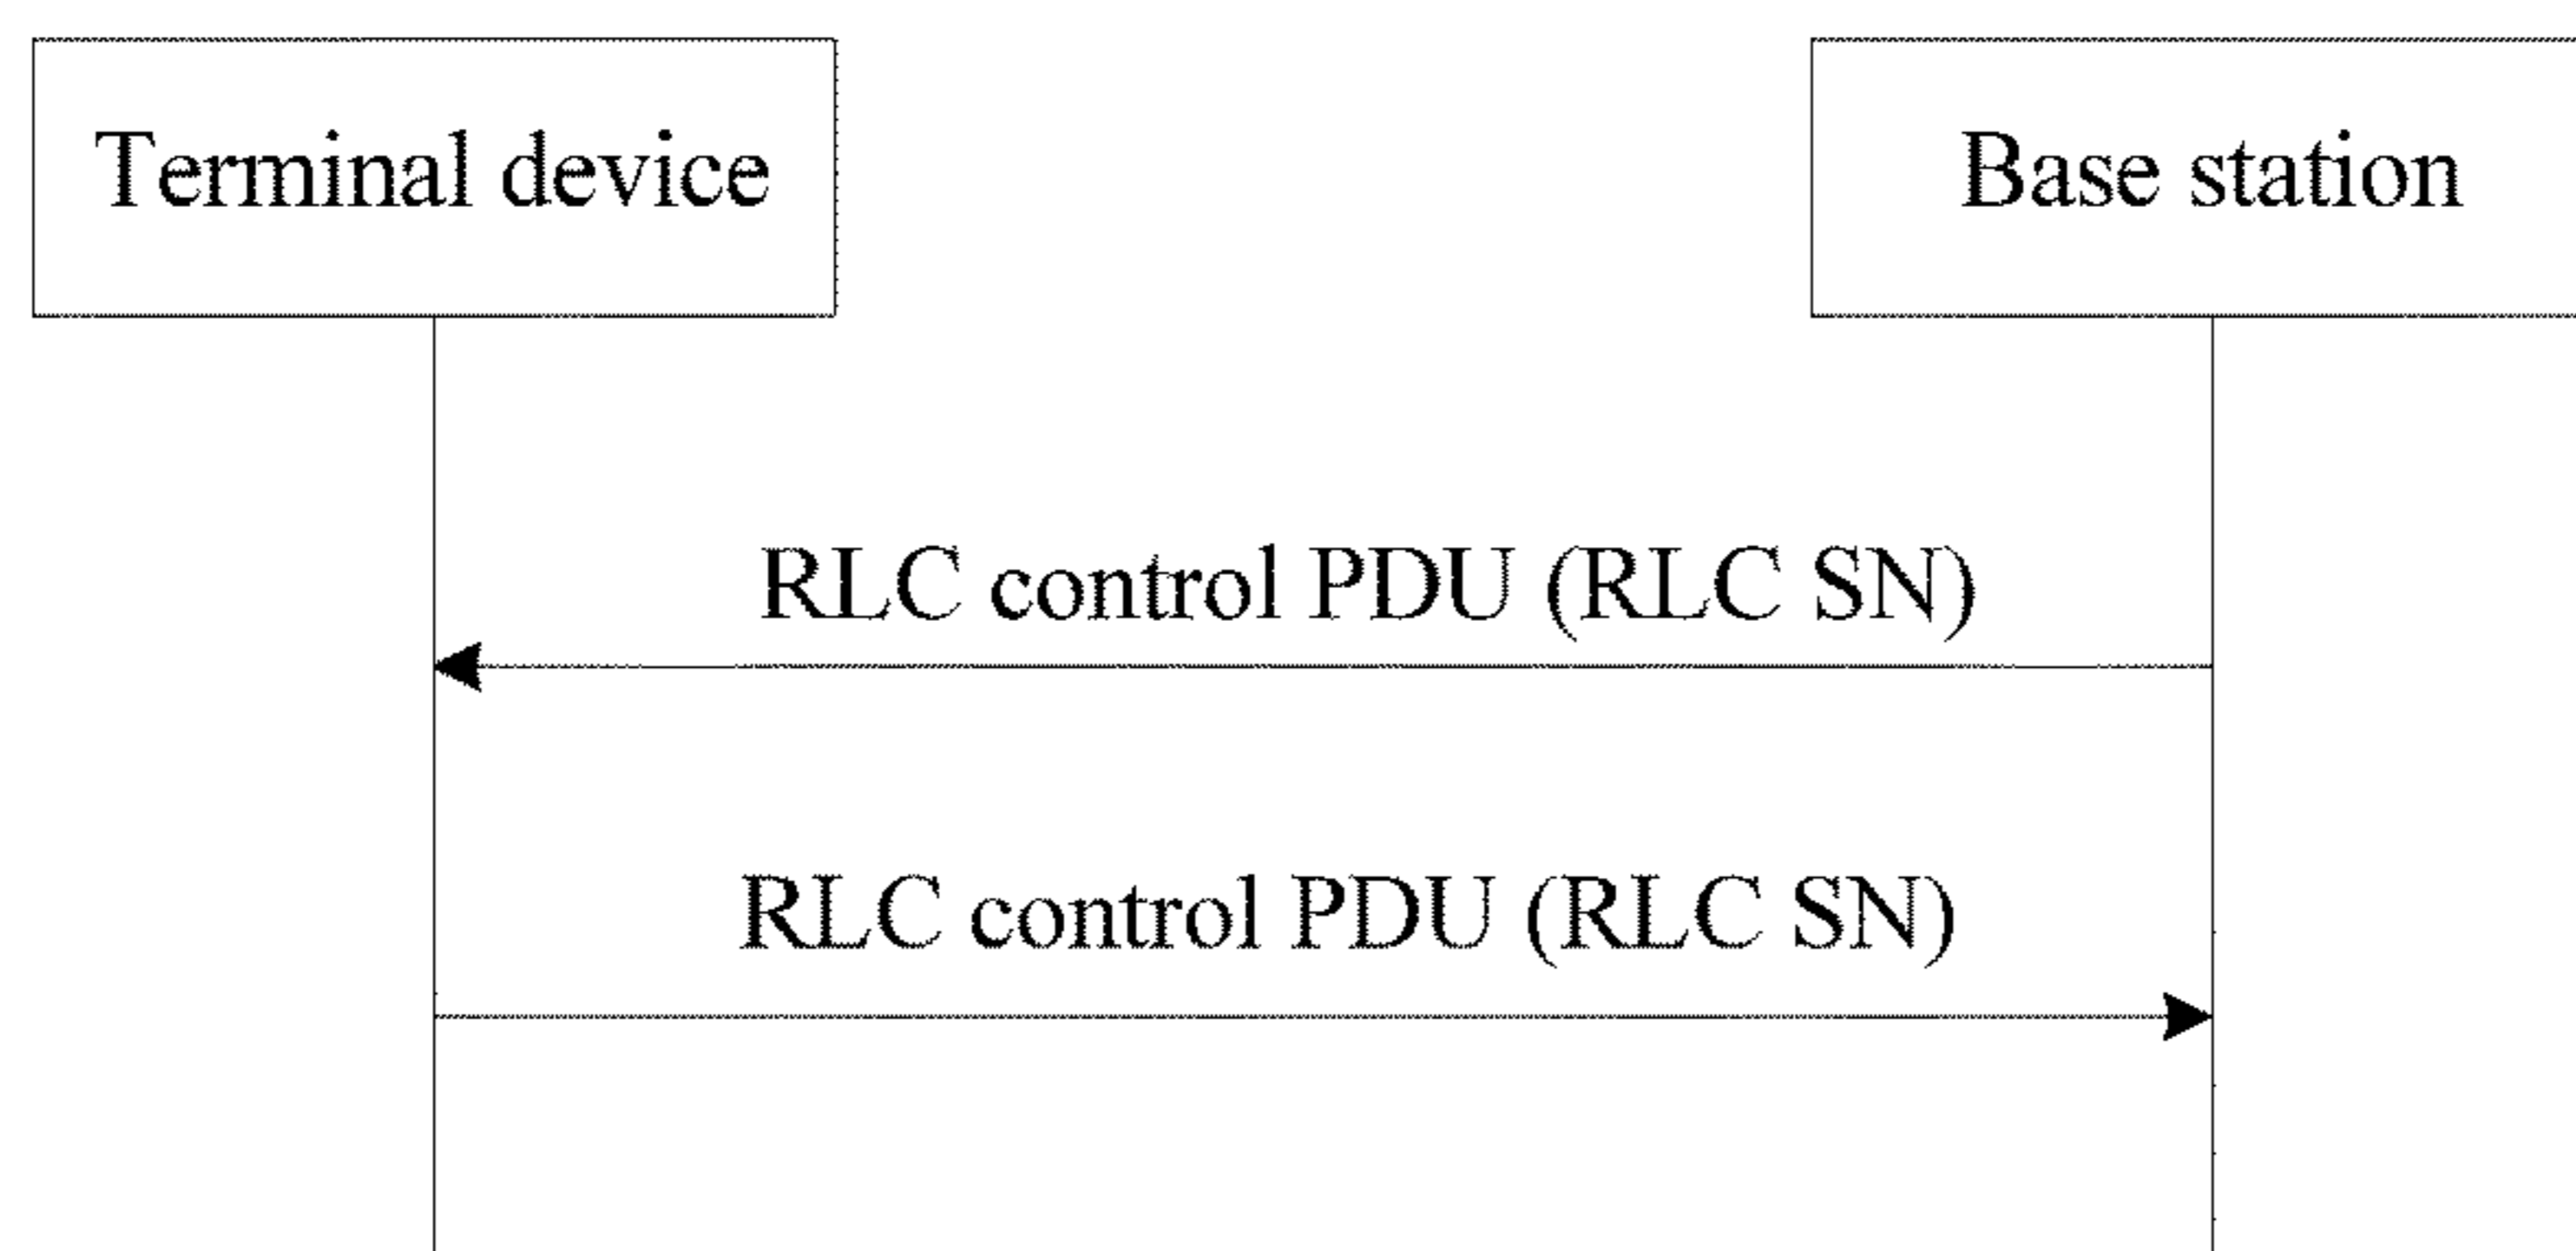 Terminal device
Base station
RLC control PDU (RLC SN)
RLC control PDU (RLC SN)